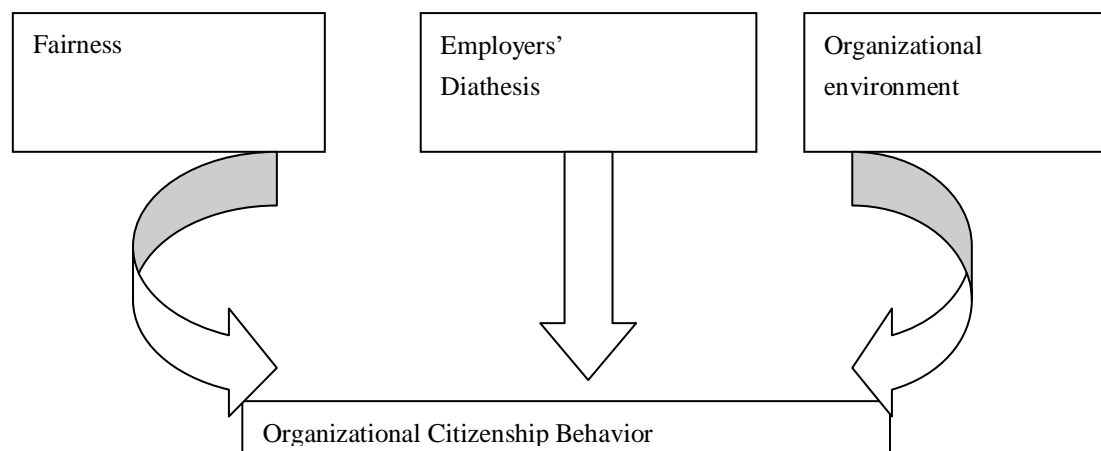 Fairness
Employers’
Diathesis
Organizational
environment
Organizational Citizenship Behavior